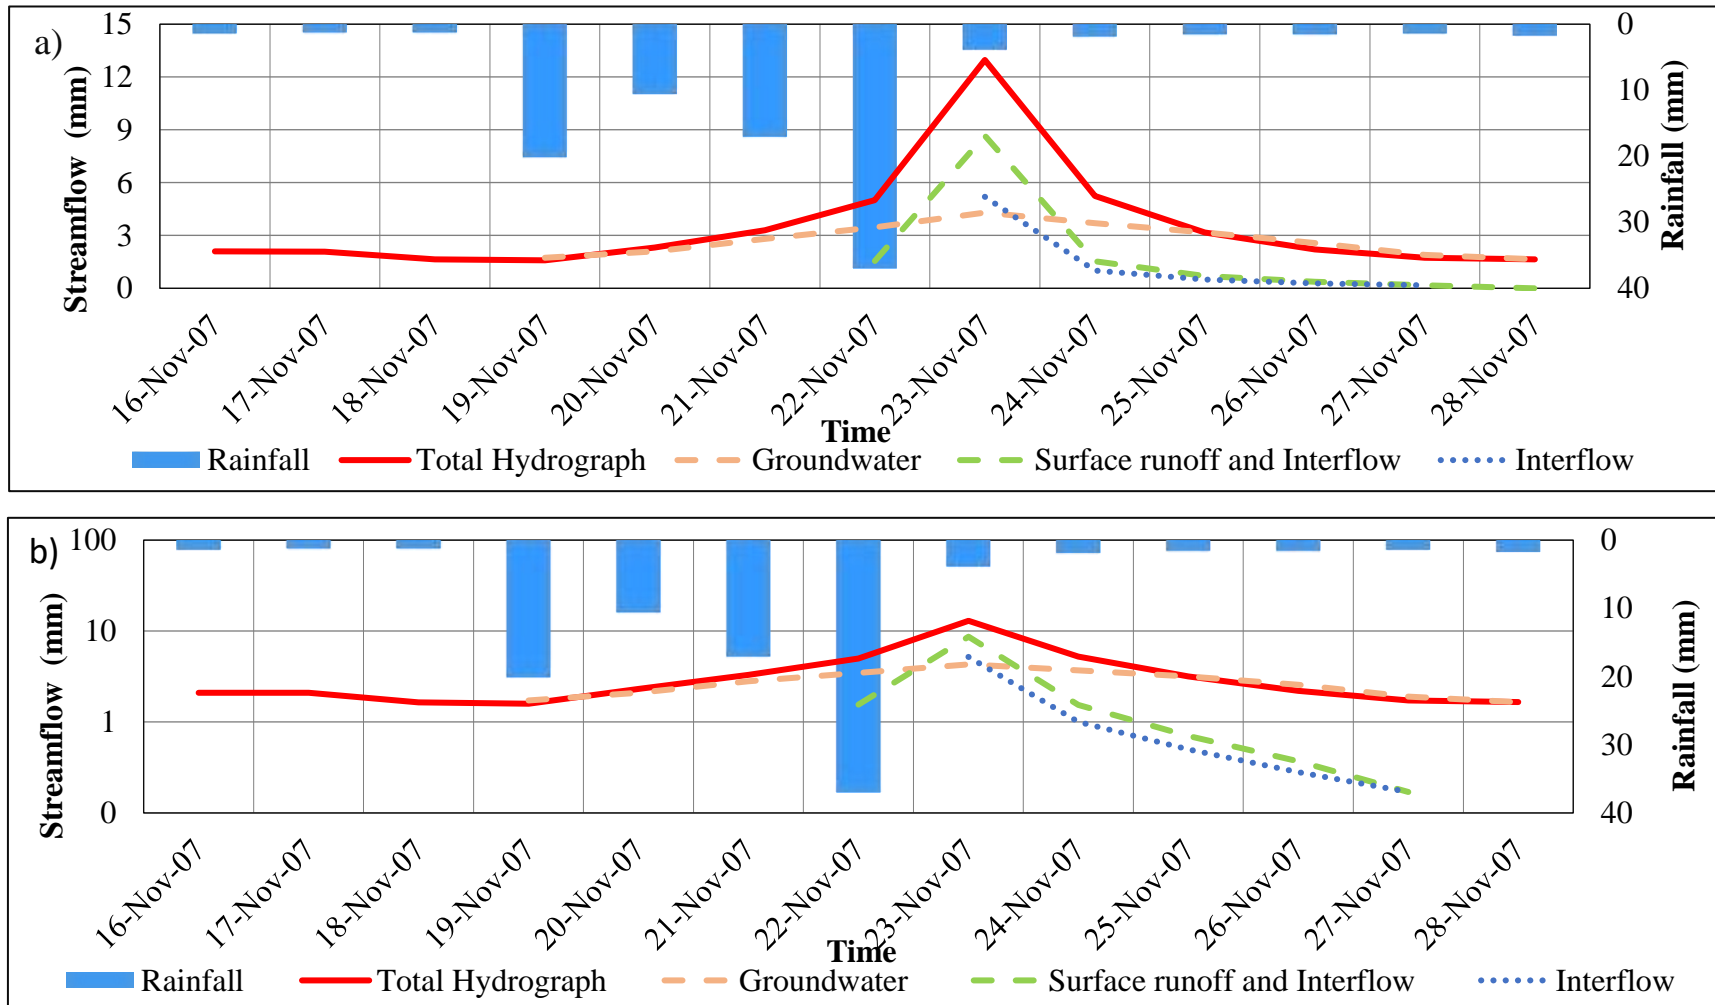 a)
Streamflow (mm)
15
12
9
6
3
0
0
10
20
30
40
Rainfall (mm)
16-Nov-07
17-Nov-07
18-Nov-07
19-Nov-07
20-Nov-07
21-Nov-07
22-Nov-07
23-Nov-07
24-Nov-07
25-Nov-07
26-Nov-07
27-Nov-07
28-Nov-07
Time
Rainfall Total Hydrograph Groundwater Surface runoff and Interflow Interflow
b)
Streamflow (mm)
100
10
1
0
0
10
20
30
40
Rainfall (mm)
16-Nov-07
17-Nov-07
18-Nov-07
19-Nov-07
20-Nov-07
21-Nov-07
22-Nov-07
23-Nov-07
24-Nov-07
25-Nov-07
26-Nov-07
27-Nov-07
28-Nov-07
Time
Rainfall Total Hydrograph Groundwater Surface runoff and Interflow Interflow